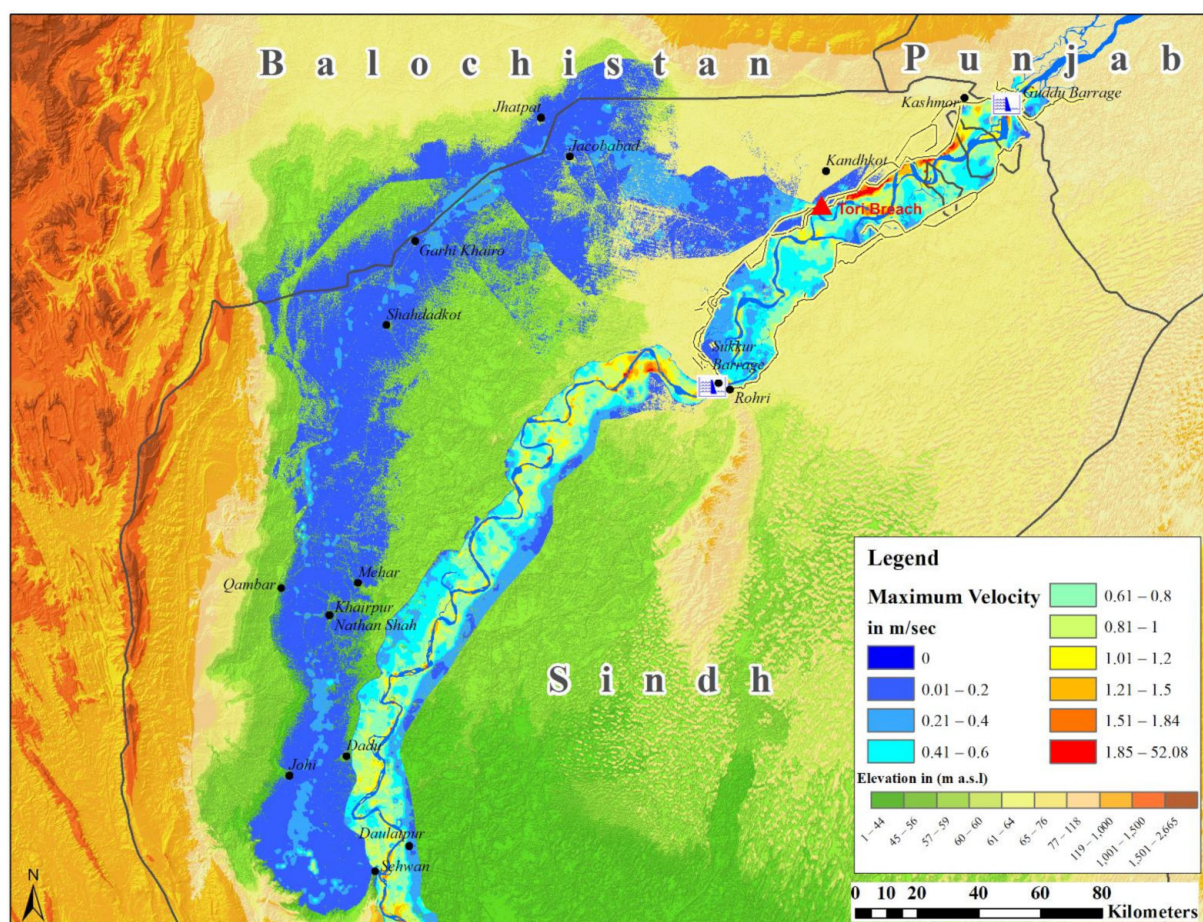 Balochistan
Punjab
Kashmor
Guddu Barrage
Jhatpat
Jacobabad
Kandhkot
Tori Breach
Garhi Khairo
Shahdadkot
Sukkur
Barrage
Rohri
Qambar
Mehar
Khairpur
Nathan Shah
Sindh
Dadu
Johi
Daulatpur
Sehwan
N
Legend
Maximum Velocity
in m/sec
0
0.01 – 0.2
0.21 – 0.4
0.41 – 0.6
0.61 – 0.8
0.81 – 1
1.01 – 1.2
1.21 – 1.5
1.51 – 1.84
1.85 – 52.08
Elevation in (m a.s.l)
1 – 44
45 – 56
57 – 59
60 – 60
61 – 64
65 – 76
77 – 118
119 – 1,000
1,001 – 1,500
1,501 – 2,665
0 10 20 40 60 80
Kilometers